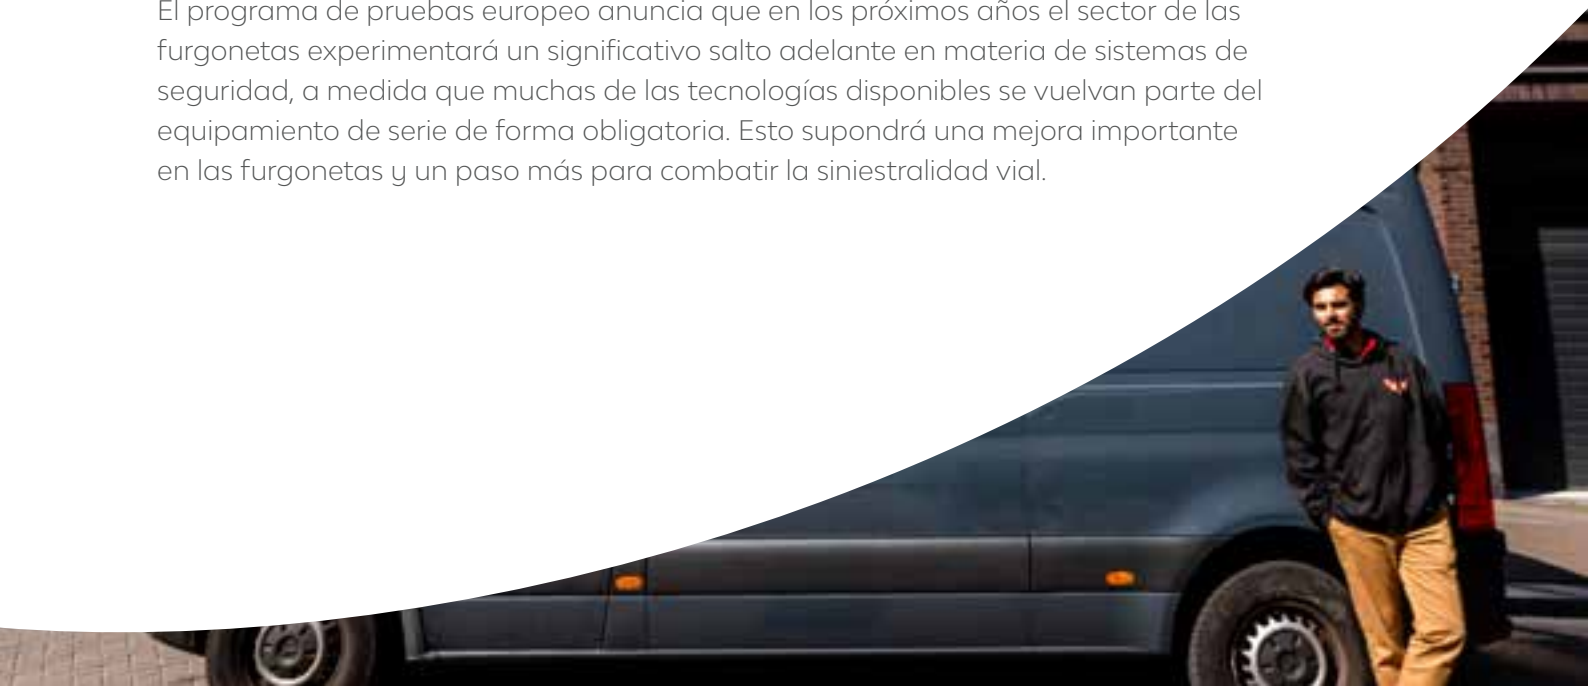 El programa de pruebas europeo anuncia que en los próximos años el sector de las
furgonetas experimentará un significativo salto adelante en materia de sistemas de
seguridad, a medida que muchas de las tecnologías disponibles se vuelvan parte del
equipamiento de serie de forma obligatoria. Esto supondrá una mejora importante
en las furgonetas y un paso más para combatir la siniestralidad vial.